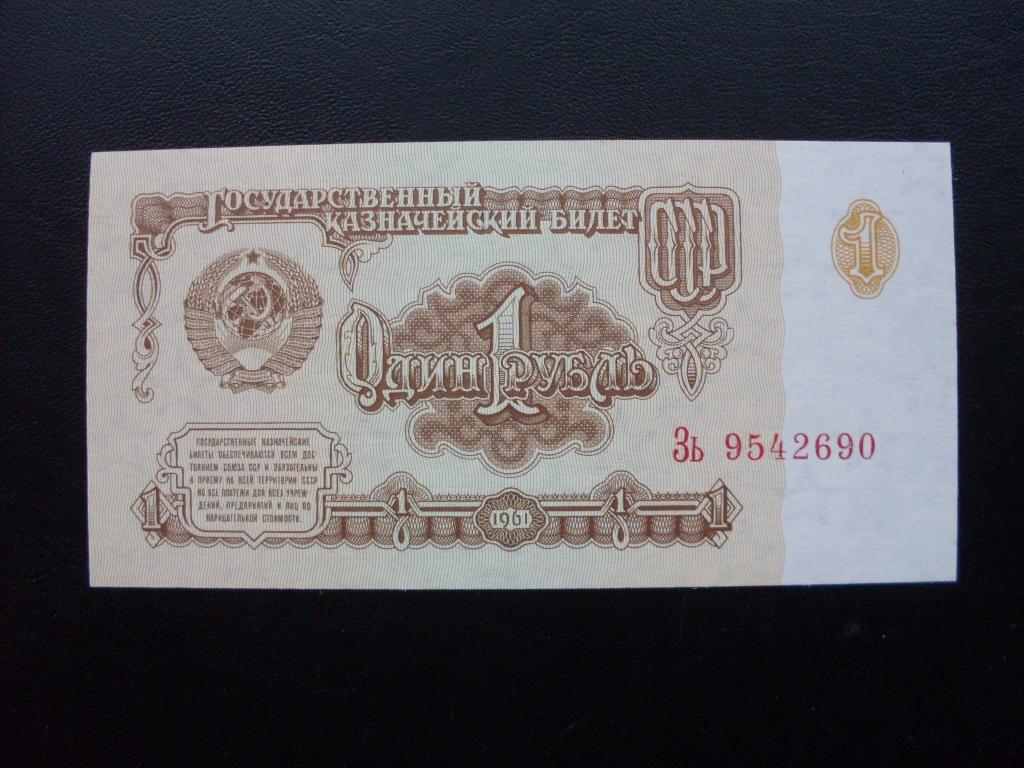 Государственный
казначейский билет
СССР
1
Один 1 рубль
Зь 9542690
ГОСУДАРСТВЕННЫЕ КАЗНАЧЕЙСКИЕ
БИЛЕТЫ ОБЕСПЕЧИВАЮТСЯ ВСЕМ ДОС-
ТОЯНИЕМ СОЮЗА ССР И ОБЯЗАТЕЛЬНЫ
К ПРИЕМУ НА ВСЕЙ ТЕРРИТОРИИ СССР
ВО ВСЕ ПЛАТЕЖИ ДЛЯ ВСЕХ УЧРЕЖ-
ДЕНИЙ, ПРЕДПРИЯТИЙ И ЛИЦ ПО
НАРИЦАТЕЛЬНОЙ СТОИМОСТИ.
1 1 1961 1 1